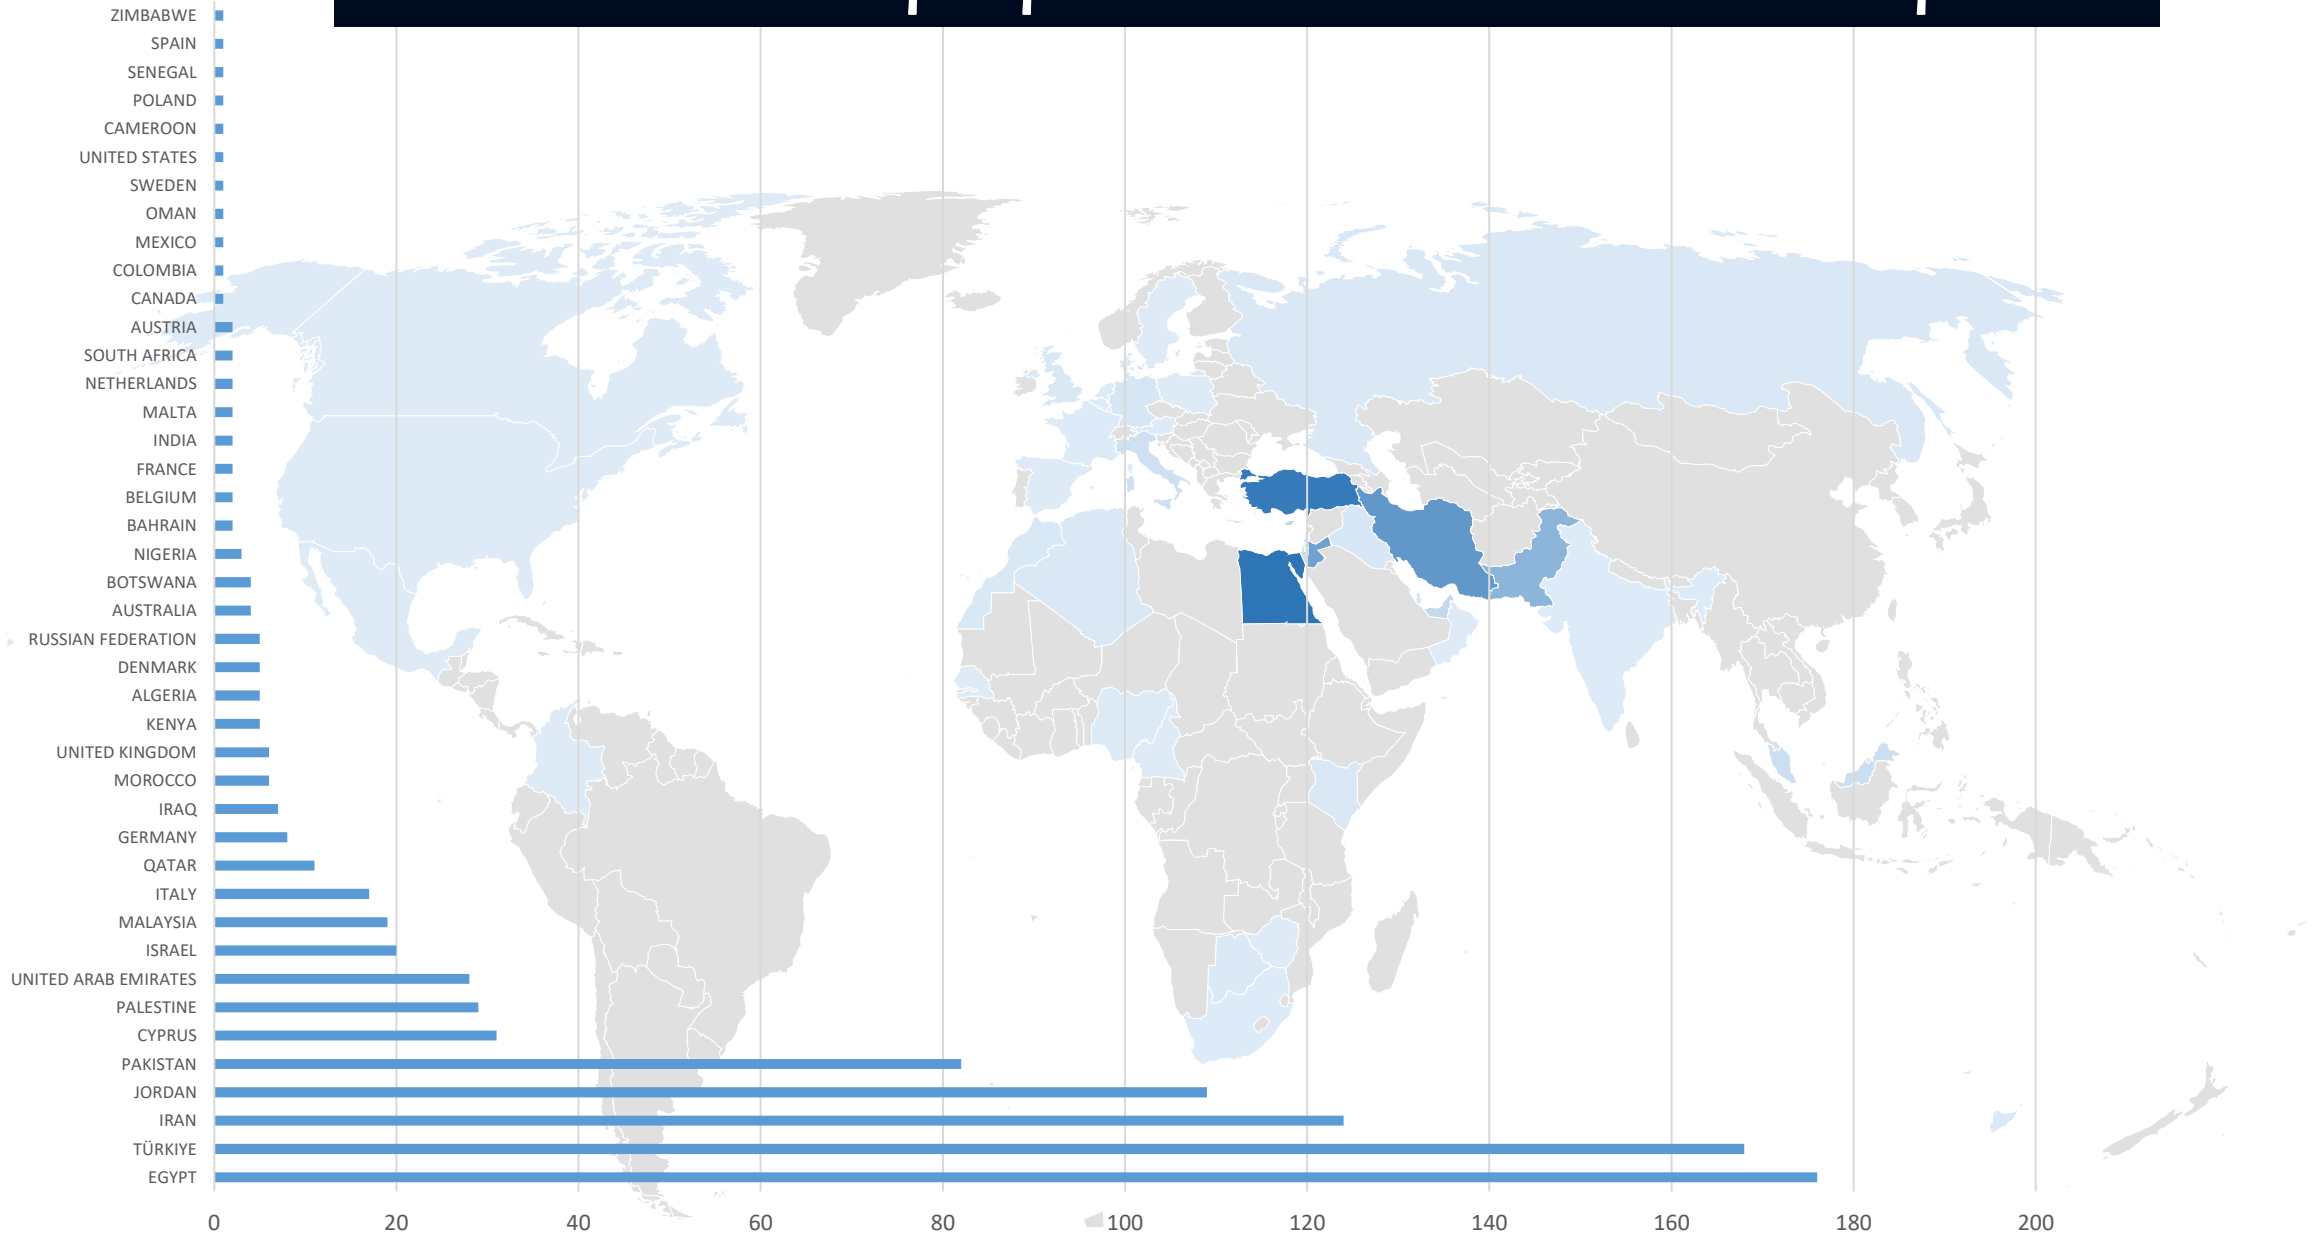 ZIMBABWE
SPAIN
SENEGAL
POLAND
CAMEROON
UNITED STATES
SWEDEN
OMAN
MEXICO
COLOMBIA
CANADA
AUSTRIA
SOUTH AFRICA
NETHERLANDS
MALTA
INDIA
FRANCE
BELGIUM
BAHRAIN
NIGERIA
BOTSWANA
AUSTRALIA
RUSSIAN FEDERATION
DENMARK
ALGERIA
KENYA
UNITED KINGDOM
MOROCCO
IRAQ
GERMANY
QATAR
ITALY
MALAYSIA
ISRAEL
UNITED ARAB EMIRATES
PALESTINE
CYPRUS
PAKISTAN
JORDAN
IRAN
TÜRKIYE
EGYPT
0 20 40 60 80 100 120 140 160 180 200